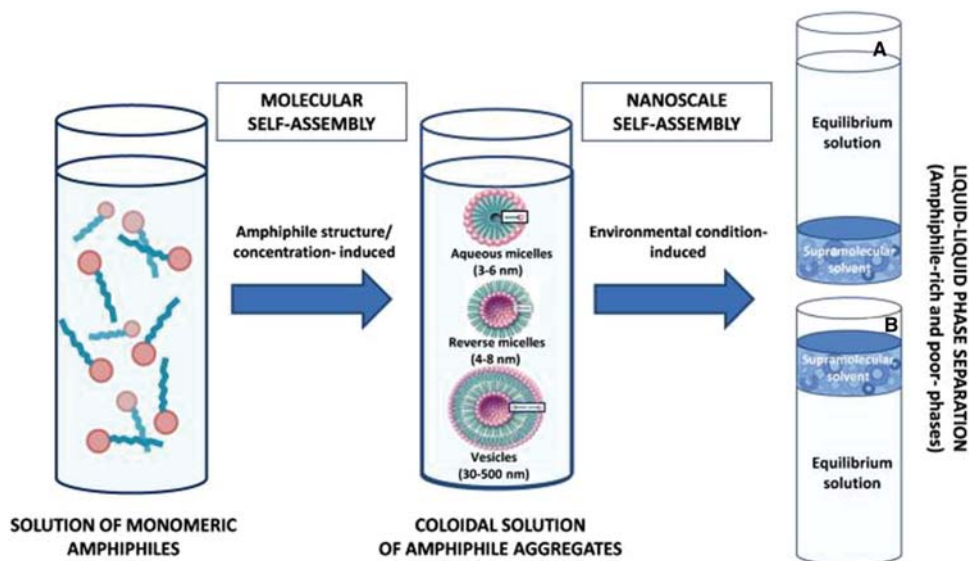 MOLECULAR
SELF-ASSEMBLY
Amphiphile structure/
concentration- induced
SOLUTION OF MONOMERIC
AMPHIPHILES
Aqueous micelles
(3-6 nm)
Reverse micelles
(4-8 nm)
Vesicles
(30-500 nm)
COLOIDAL SOLUTION
OF AMPHIPHILE AGGREGATES
NANOSCALE
SELF-ASSEMBLY
Environmental condition-
induced
A
Equilibrium
solution
Supramolecular
solvent
B
Supramolecular
solvent
Equilibrium
solution
LIQUID-LIQUID PHASE SEPARATION
(Amphiphile-rich and poor- phases)